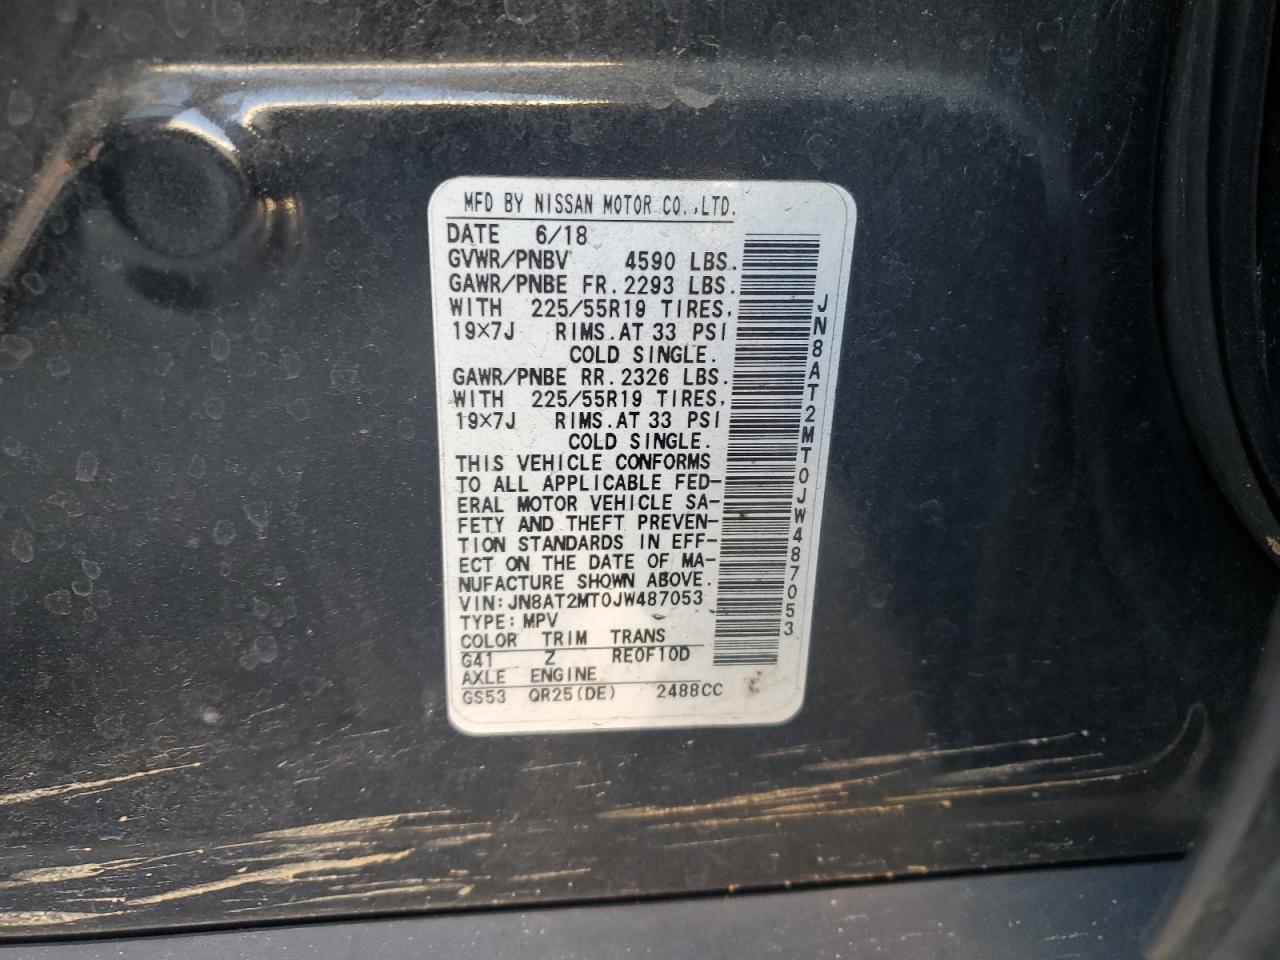 MFD BY NISSAN MOTOR CO.,LTD.
DATE 6/18
GVWR/PNBV 4590 LBS.
GAWR/PNBE FR.2293 LBS.
WITH 225/55R19 TIRES,
19×7J RIMS.AT 33 PSI
COLD SINGLE.
GAWR/PNBE RR.2326 LBS.
WITH 225/55R19 TIRES,
19×7J RIMS.AT 33 PSI
COLD SINGLE.
THIS VEHICLE CONFORMS
TO ALL APPLICABLE FED-
ERAL MOTOR VEHICLE SA-
FETY AND THEFT PREVEN-
TION STANDARDS IN EFF-
ECT ON THE DATE OF MA-
NUFACTURE SHOWN ABOVE.
VIN:JN8AT2MT0JW487053
TYPE:MPV
COLOR TRIM TRANS
G41 Z RE0F10D
AXLE ENGINE
GS53 QR25(DE) 2488CC
JN8AT2MT0JW487053